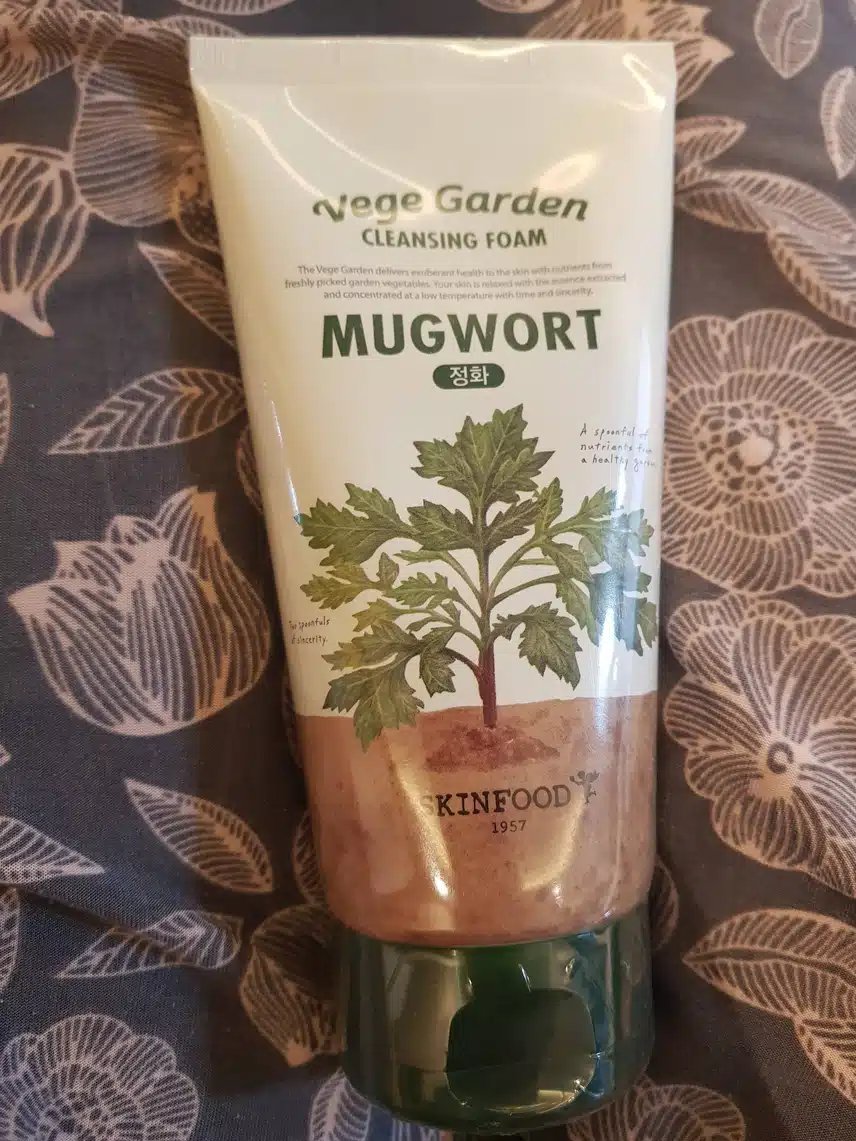 Vege Garden
CLEANSING FOAM
The Vege Garden delivers exuberant health to the skin with nutrients from
freshly picked garden vegetables. Your skin is relaxed with the essence extracted
and concentrated at a low temperature with time and sincerity.
MUGWORT
정화
A spoonful of
nutrients from
a healthy garden
Two spoonfuls
of sincerity.
SKINFOOD
1957